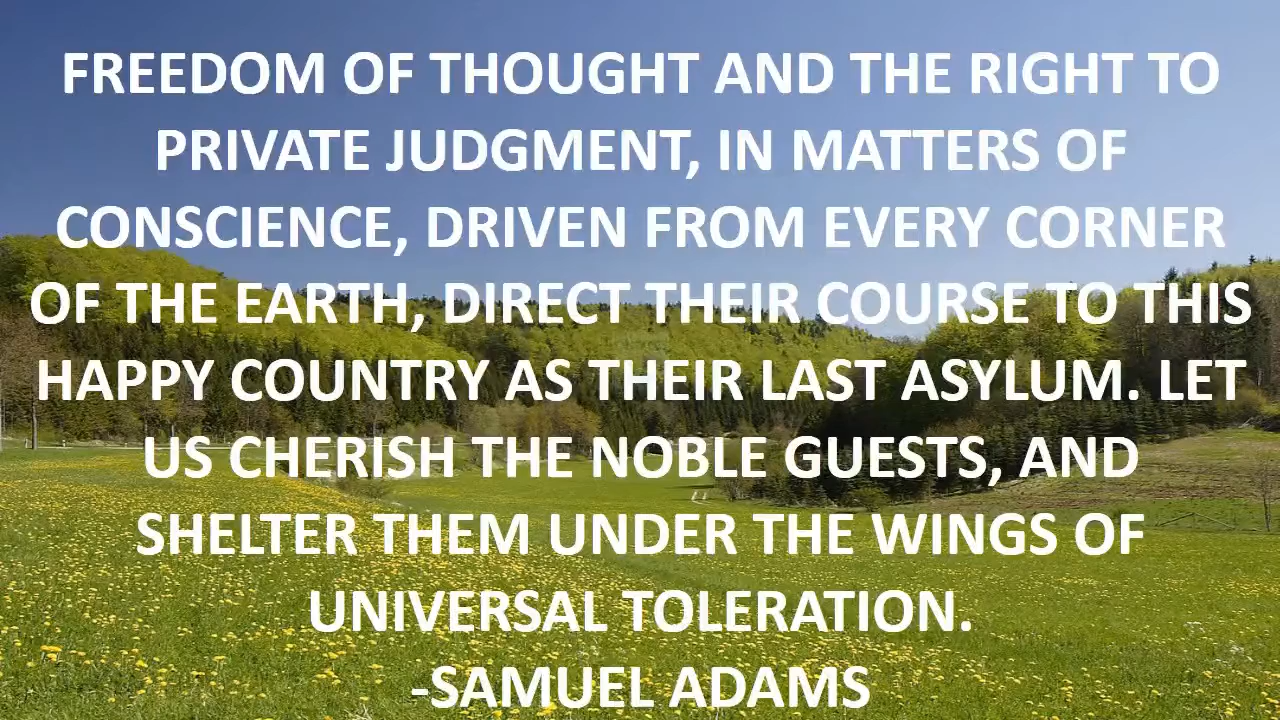 FREEDOM OF THOUGHT AND THE RIGHT TO
PRIVATE JUDGMENT, IN MATTERS OF
CONSCIENCE, DRIVEN FROM EVERY CORNER
OF THE EARTH, DIRECT THEIR COURSE TO THIS
HAPPY COUNTRY AS THEIR LAST ASYLUM. LET
US CHERISH THE NOBLE GUESTS, AND
SHELTER THEM UNDER THE WINGS OF
UNIVERSAL TOLERATION.
-SAMUEL ADAMS